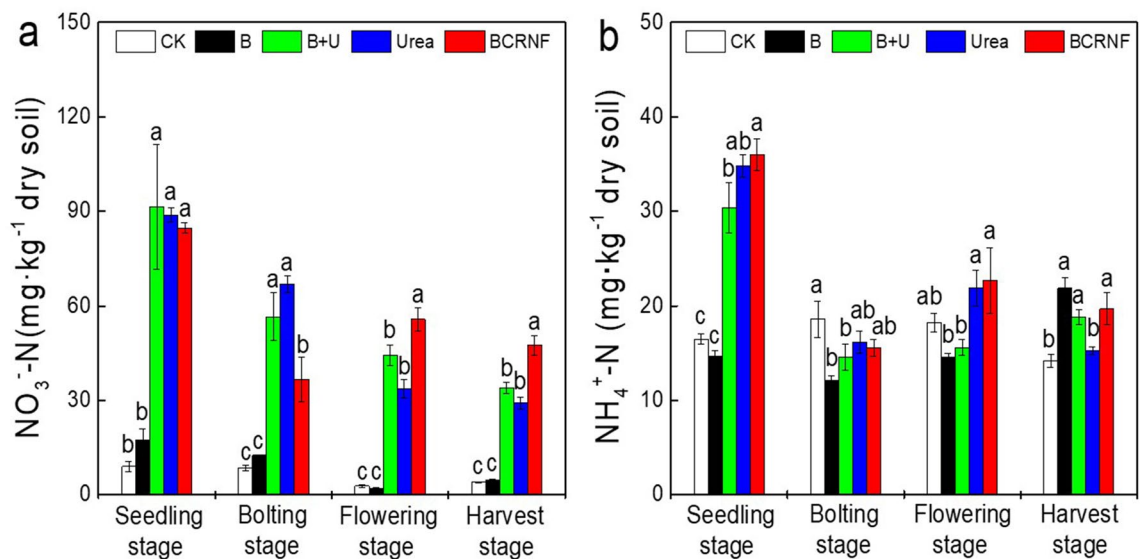 a
CK B B+U Urea BCRNF
NO₃⁻-N (mg·kg⁻¹ dry soil)
150
120
90
60
30
0
b b a a a
c c a a b
c c b b a
c c b b a
Seedling stage
Bolting stage
Flowering stage
Harvest stage
b
CK B B+U Urea BCRNF
NH₄⁺-N (mg·kg⁻¹ dry soil)
50
40
30
20
10
0
c c b ab a
a b b ab ab
ab b b a a
b a a b a
Seedling stage
Bolting stage
Flowering stage
Harvest stage